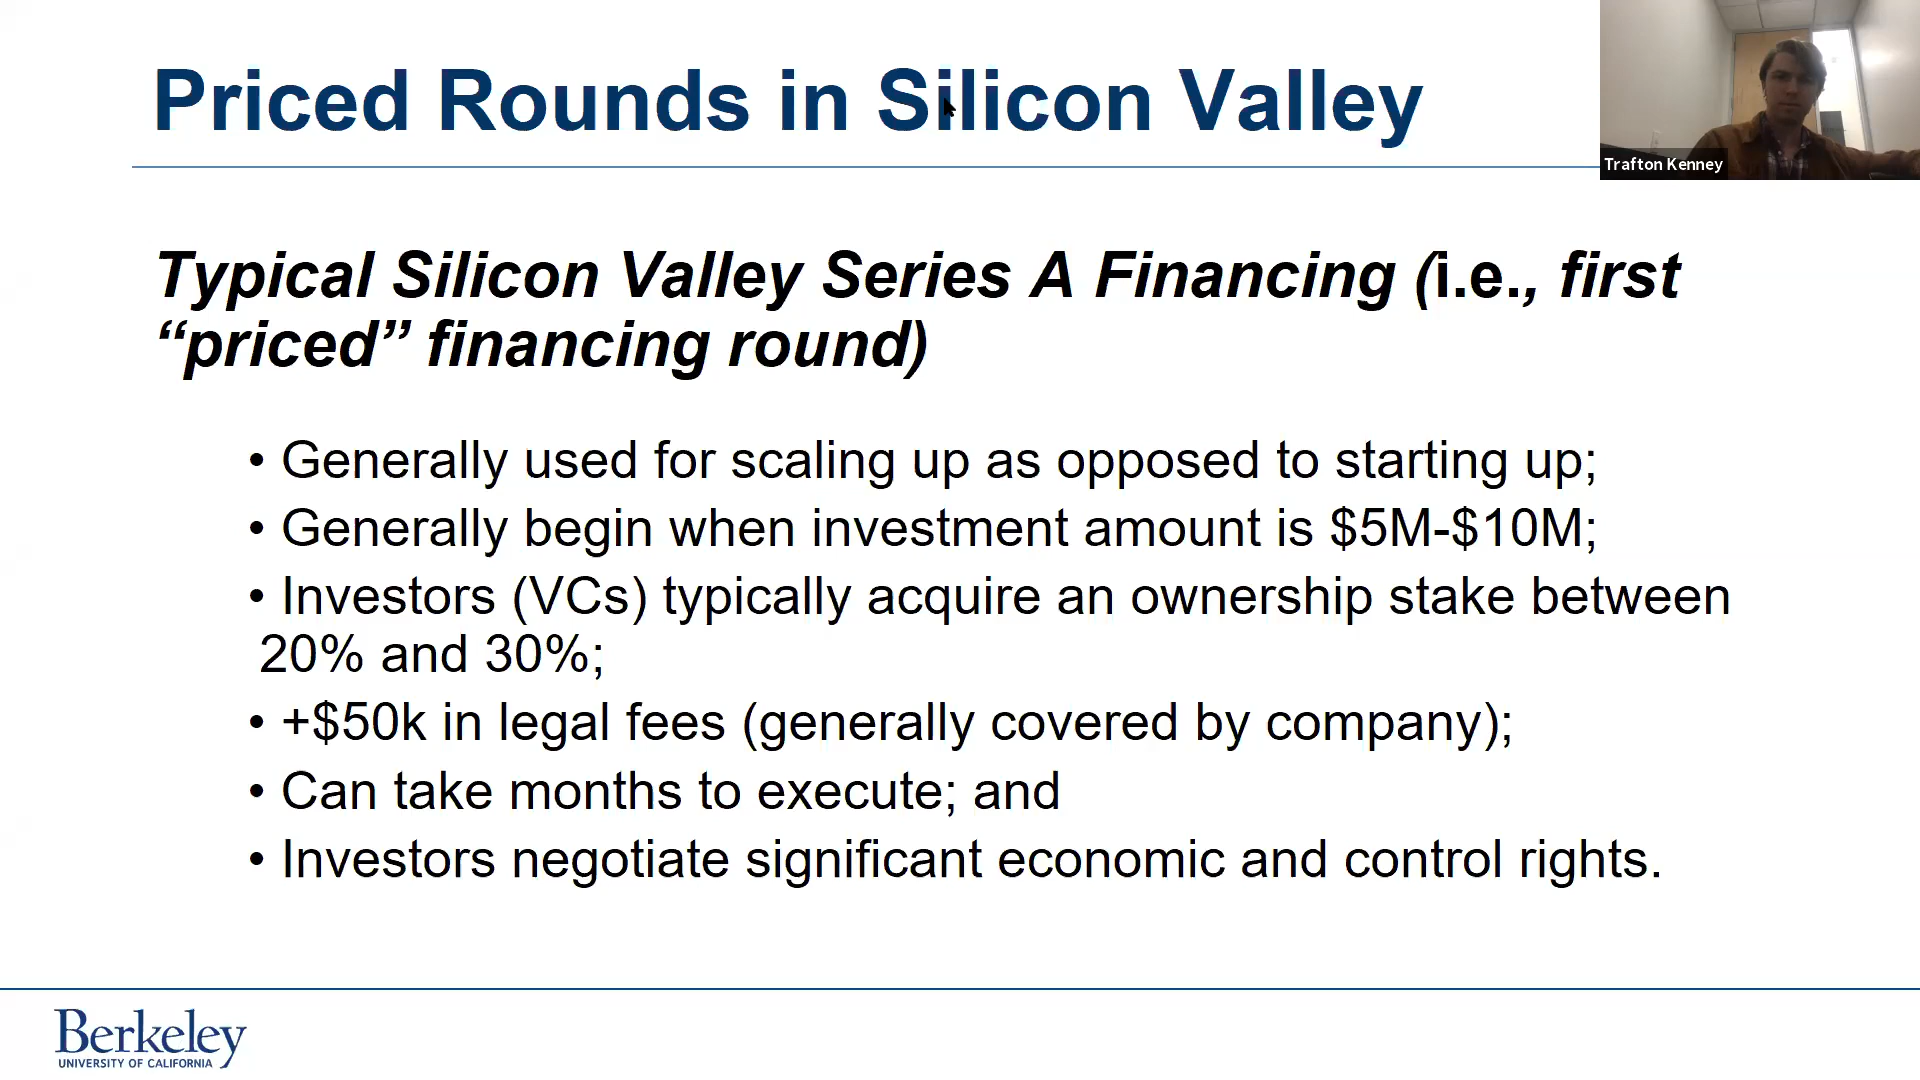 Priced Rounds in Silicon Valley
Trafton Kenney
Typical Silicon Valley Series A Financing (i.e., first
“priced” financing round)
• Generally used for scaling up as opposed to starting up;
• Generally begin when investment amount is $5M-$10M;
• Investors (VCs) typically acquire an ownership stake between
20% and 30%;
• +$50k in legal fees (generally covered by company);
• Can take months to execute; and
• Investors negotiate significant economic and control rights.
Berkeley
UNIVERSITY OF CALIFORNIA